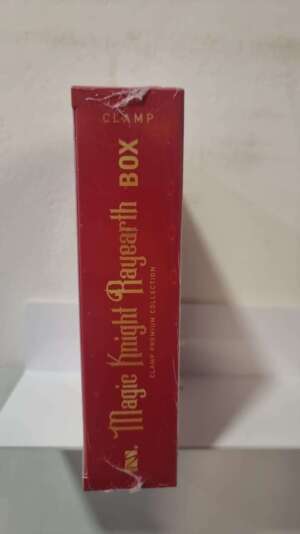 CLAMP
Magic Knight Rayearth BOX
CLAMP PREMIUM COLLECTION